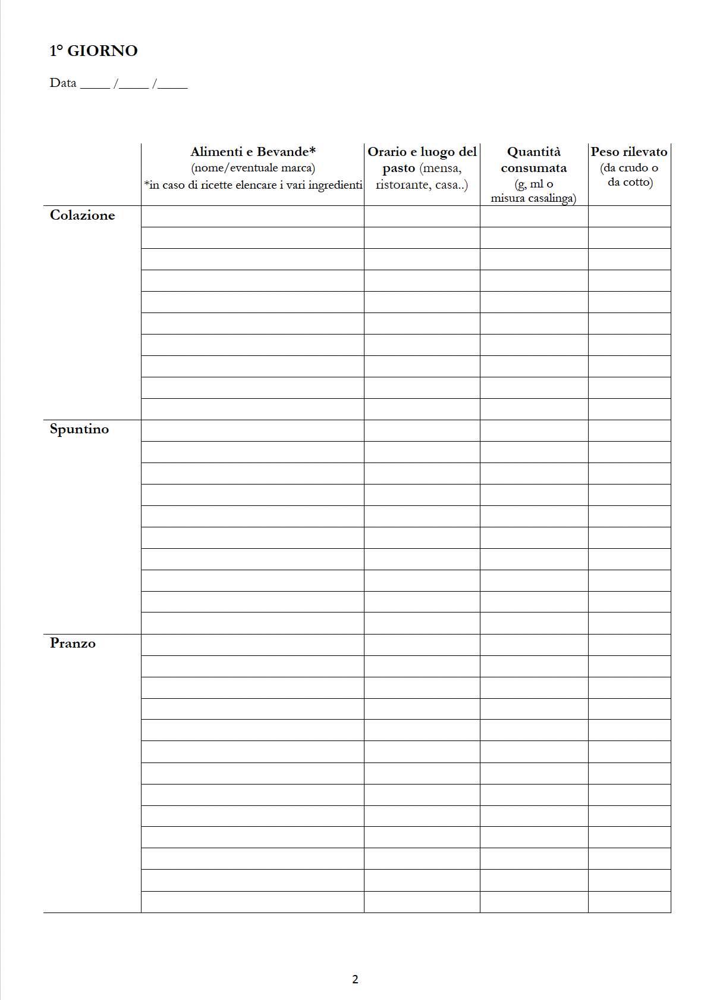 1° GIORNO
Data _____ /_____ /_____
Alimenti e Bevande*
(nome/eventuale marca)
*in caso di ricette elencare i vari ingredienti
Orario e luogo del
pasto (mensa,
ristorante, casa..)
Quantità
consumata
(g, ml o
misura casalinga)
Peso rilevato
(da crudo o
da cotto)
Colazione
Spuntino
Pranzo
2